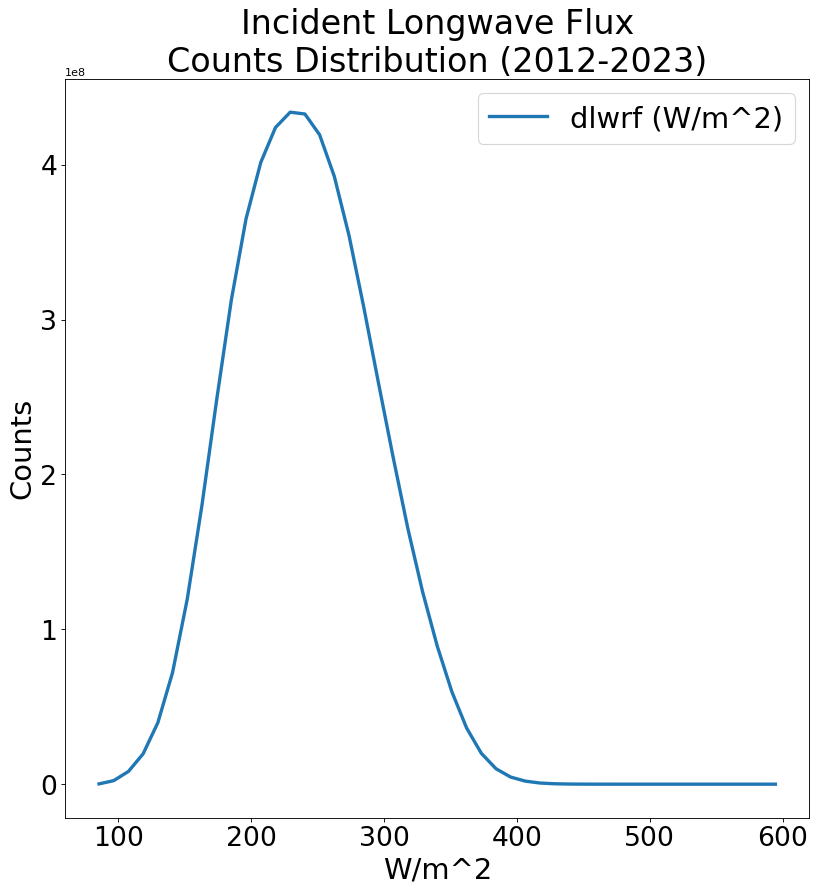 Incident Longwave Flux
Counts Distribution (2012-2023)
1e8
dlwrf (W/m^2)
4
3
2
1
0
Counts
100 200 300 400 500 600
W/m^2